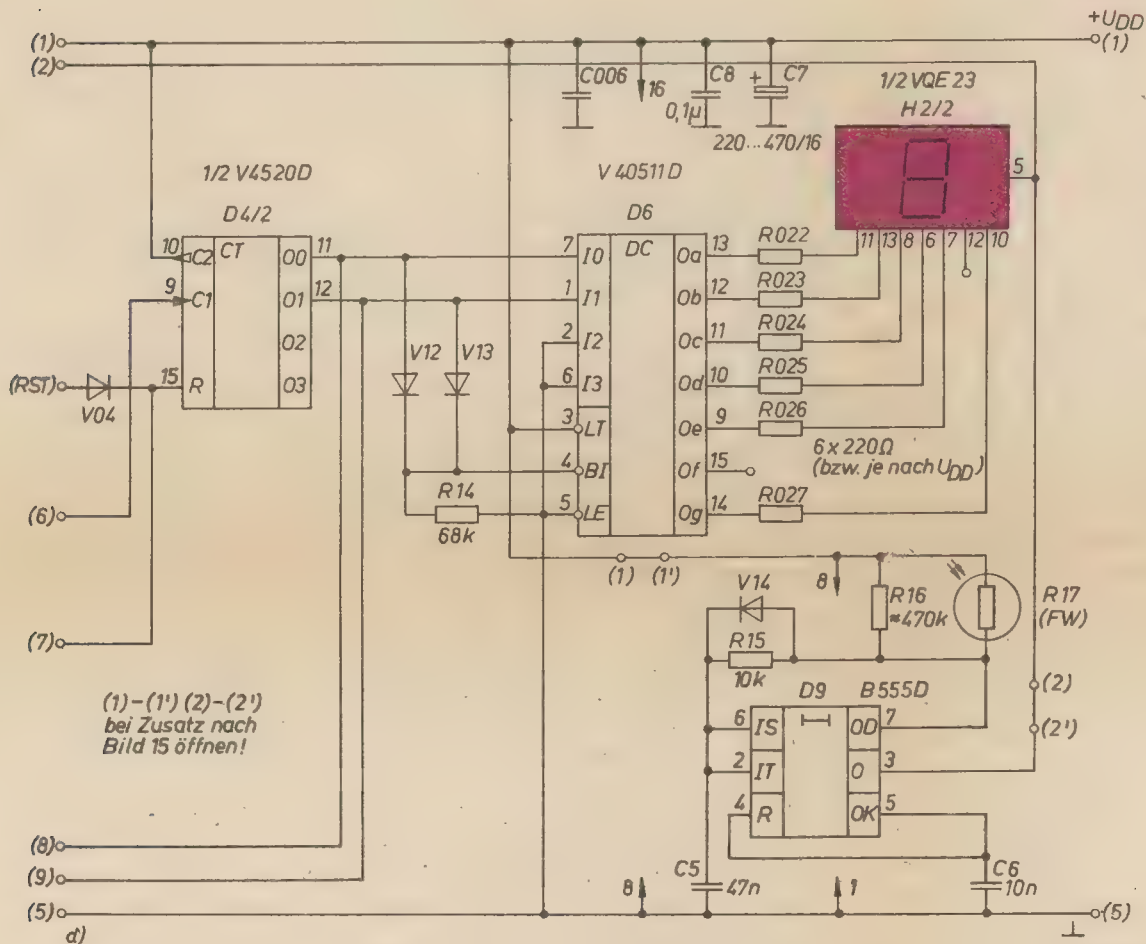 +UDD
(1)
(1)
(2)
C006
16
C8
0,1µ
+
C7
220...470/16
1/2 VQE 23
H2/2
5
11 13 8 6 7 12 10
1/2 V4520D
D4/2
10
C2
CT
O0
11
9
C1
O1
12
O2
15
R
O3
(RST)
V04
V12
V13
R14
68k
V 40511 D
D6
7
I0
DC
Oa
13
R022
1
I1
Ob
12
R023
2
I2
Oc
11
R024
6
I3
Od
10
R025
3
LT
Oe
9
R026
4
BI
Of
15
5
LE
Og
14
R027
6 x 220Ω
(bzw. je nach UDD)
(6)
(7)
(1)
(1')
8
V14
R15
10k
R16
≈470k
R17
(FW)
(1)-(1') (2)-(2')
bei Zusatz nach
Bild 15 öffnen!
D9
B555D
6
IS
OD
7
2
IT
O
3
4
R
OK
5
(2)
(2')
(8)
(9)
(5)
8
C5
47n
1
C6
10n
(5)
d)